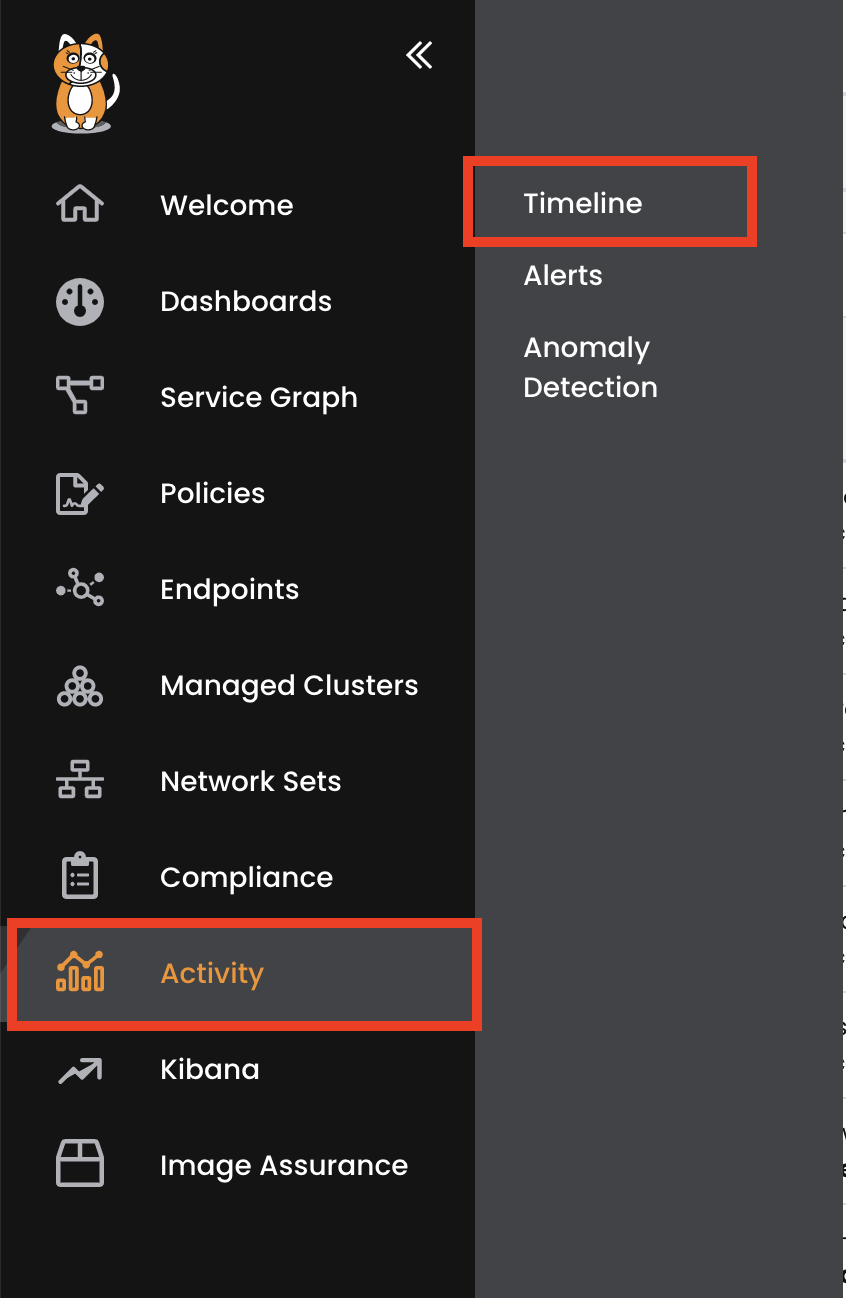 Welcome
Dashboards
Service Graph
Policies
Endpoints
Managed Clusters
Network Sets
Compliance
Activity
Kibana
Image Assurance
Timeline
Alerts
Anomaly
Detection